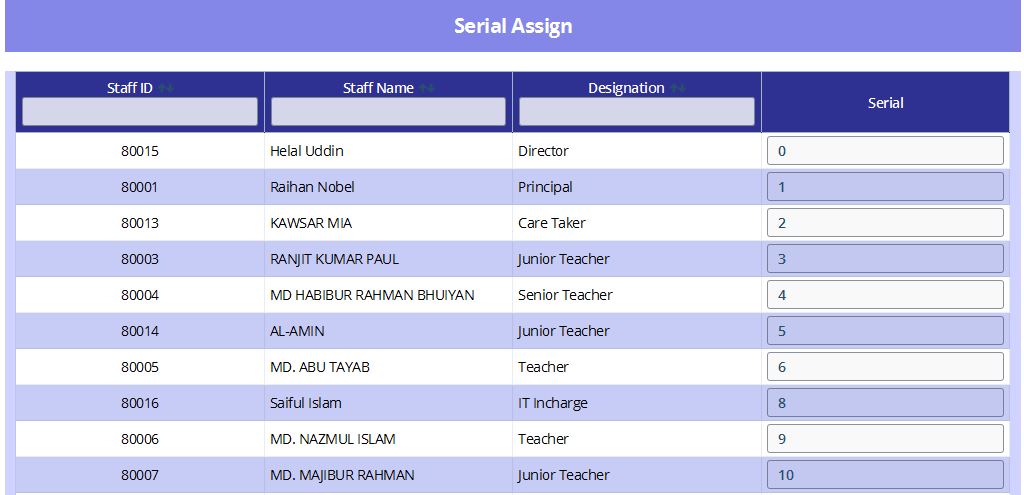 Serial Assign
Staff ID Staff Name Designation Serial
80015 Helal Uddin Director 0
80001 Raihan Nobel Principal 1
80013 KAWSAR MIA Care Taker 2
80003 RANJIT KUMAR PAUL Junior Teacher 3
80004 MD HABIBUR RAHMAN BHUIYAN Senior Teacher 4
80014 AL-AMIN Junior Teacher 5
80005 MD. ABU TAYAB Teacher 6
80016 Saiful Islam IT Incharge 8
80006 MD. NAZMUL ISLAM Teacher 9
80007 MD. MAJIBUR RAHMAN Junior Teacher 10